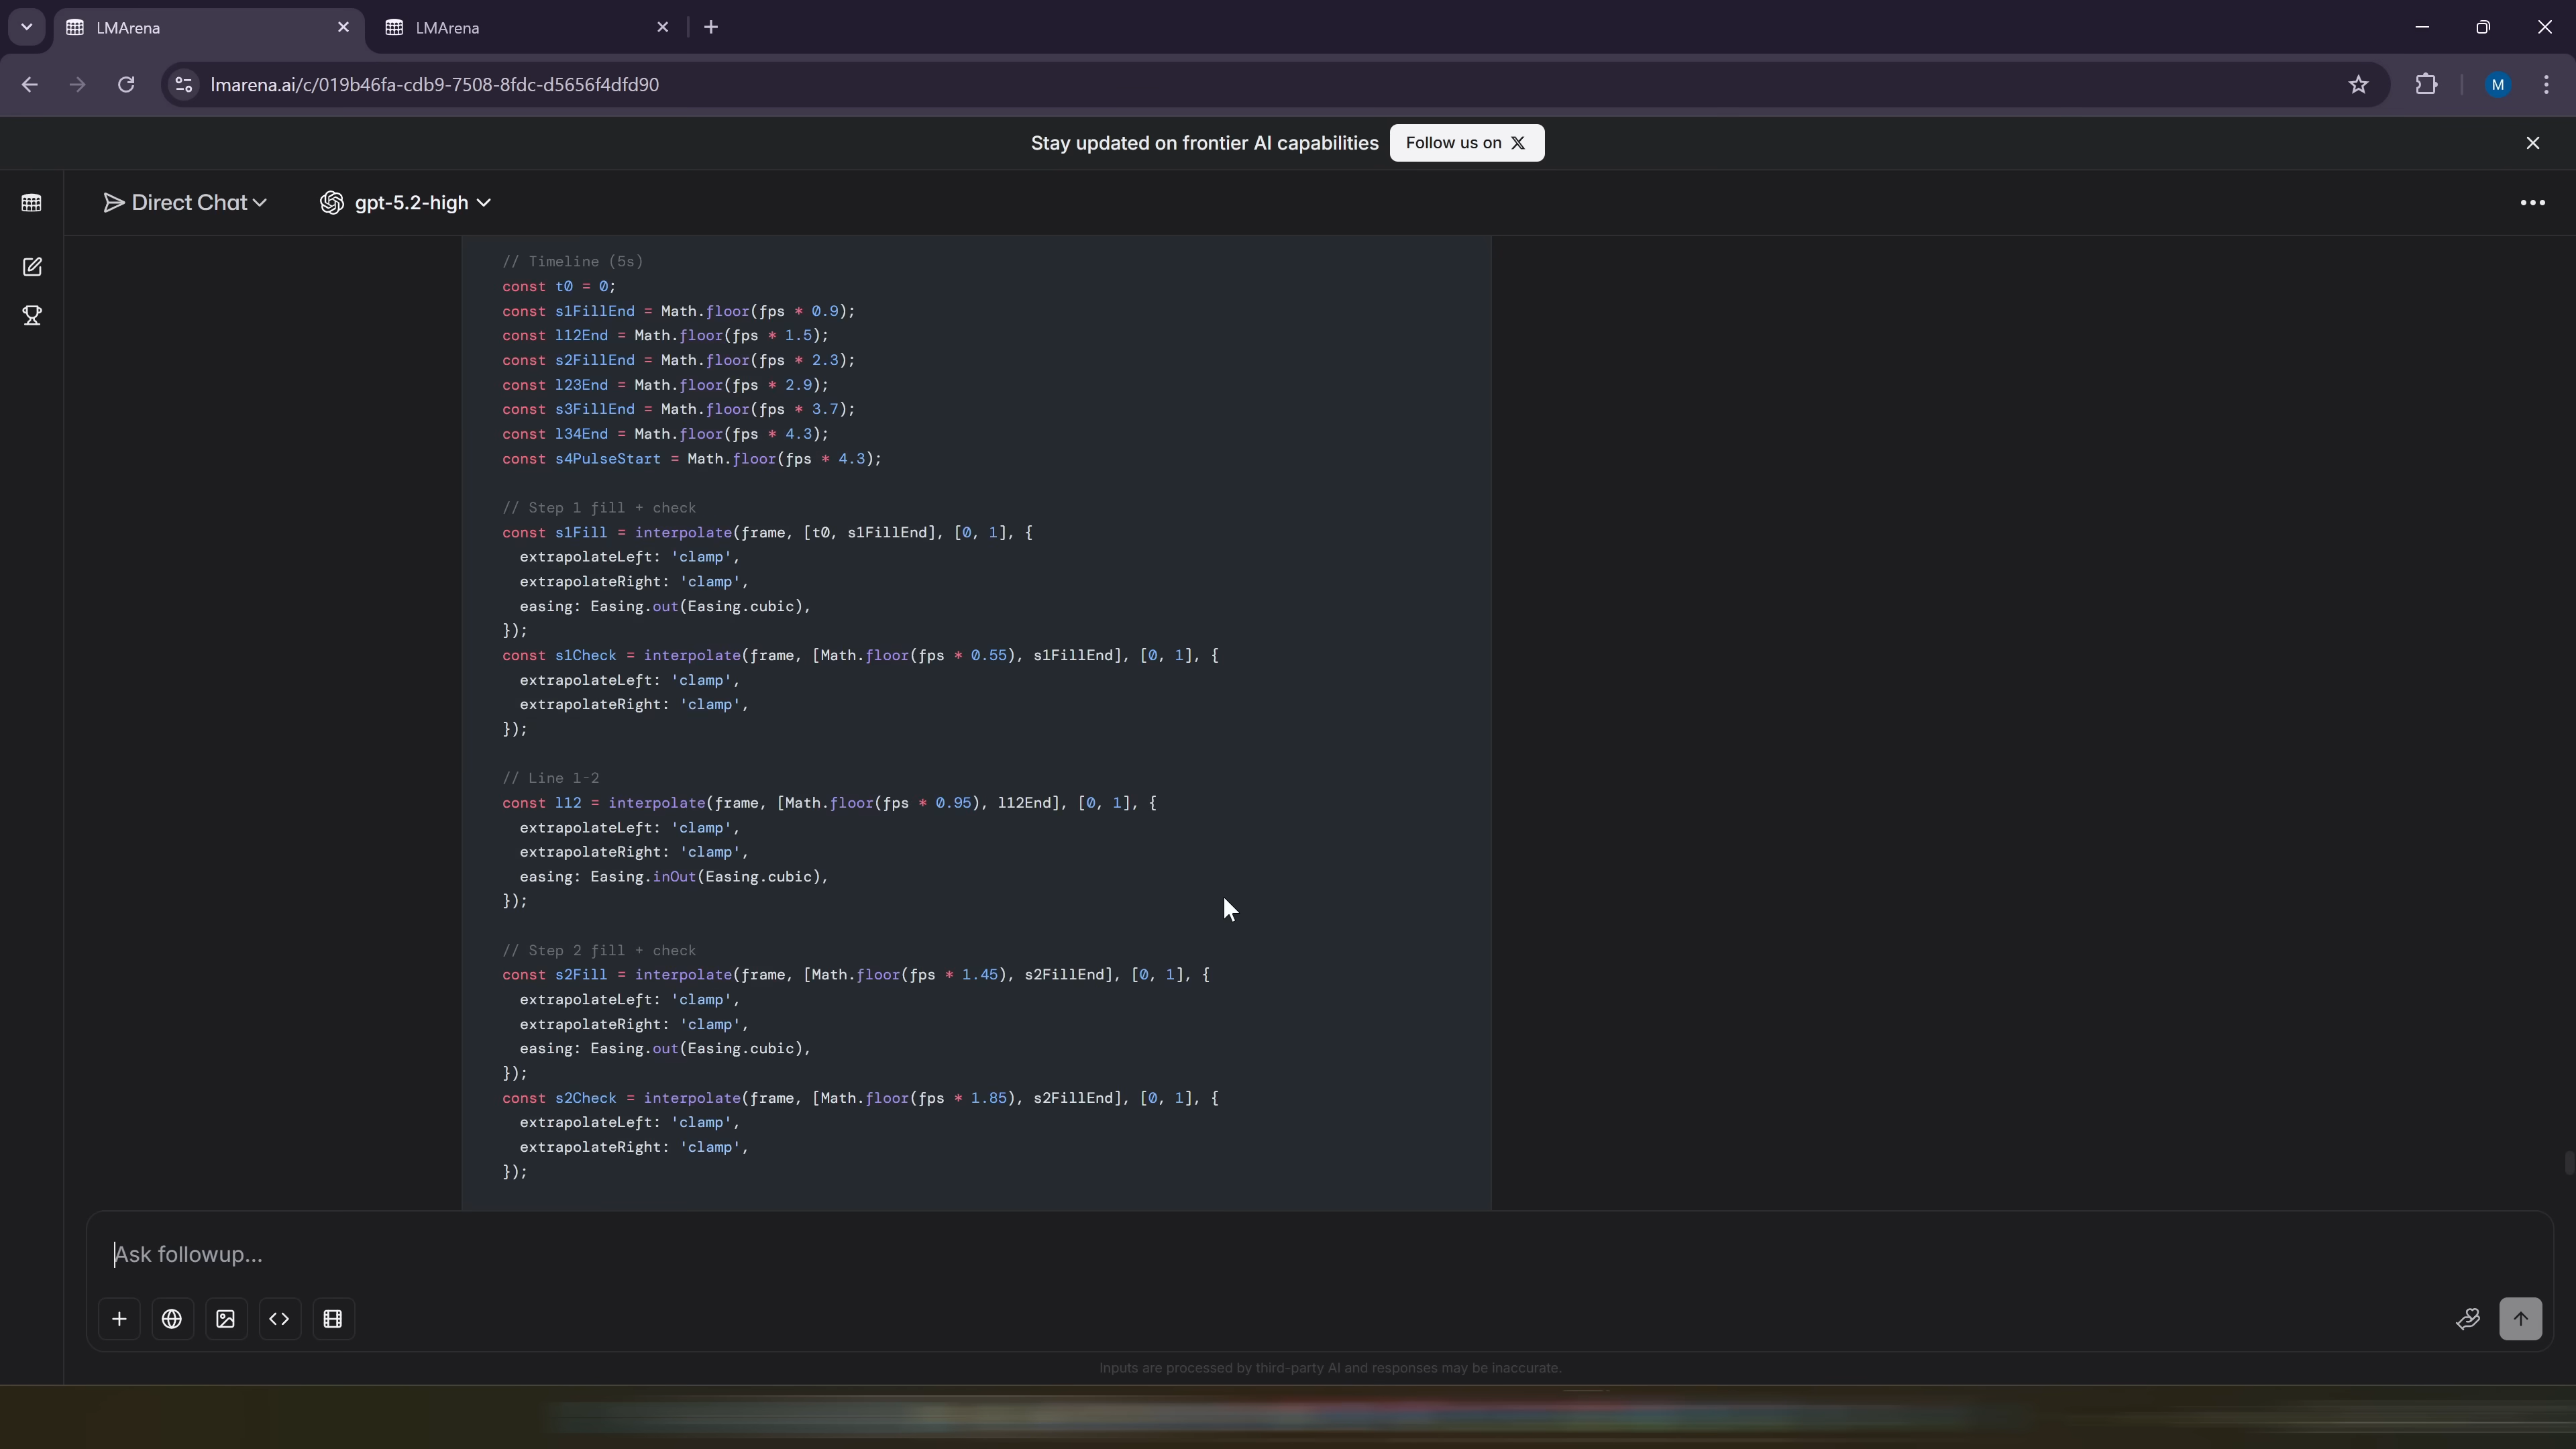 LMArena
LMArena
lmarena.ai/c/019b46fa-cdb9-7508-8fdc-d5656f4dfd90
M
Stay updated on frontier AI capabilities
Follow us on X
Direct Chat
gpt-5.2-high
// Timeline (5s)
const t0 = 0;
const s1FillEnd = Math.floor(fps * 0.9);
const l12End = Math.floor(fps * 1.5);
const s2FillEnd = Math.floor(fps * 2.3);
const l23End = Math.floor(fps * 2.9);
const s3FillEnd = Math.floor(fps * 3.7);
const l34End = Math.floor(fps * 4.3);
const s4PulseStart = Math.floor(fps * 4.3);
// Step 1 fill + check
const s1Fill = interpolate(frame, [t0, s1FillEnd], [0, 1], {
  extrapolateLeft: 'clamp',
  extrapolateRight: 'clamp',
  easing: Easing.out(Easing.cubic),
});
const s1Check = interpolate(frame, [Math.floor(fps * 0.55), s1FillEnd], [0, 1], {
  extrapolateLeft: 'clamp',
  extrapolateRight: 'clamp',
});
// Line 1-2
const l12 = interpolate(frame, [Math.floor(fps * 0.95), l12End], [0, 1], {
  extrapolateLeft: 'clamp',
  extrapolateRight: 'clamp',
  easing: Easing.inOut(Easing.cubic),
});
// Step 2 fill + check
const s2Fill = interpolate(frame, [Math.floor(fps * 1.45), s2FillEnd], [0, 1], {
  extrapolateLeft: 'clamp',
  extrapolateRight: 'clamp',
  easing: Easing.out(Easing.cubic),
});
const s2Check = interpolate(frame, [Math.floor(fps * 1.85), s2FillEnd], [0, 1], {
  extrapolateLeft: 'clamp',
  extrapolateRight: 'clamp',
});
Ask followup...
Inputs are processed by third-party AI and responses may be inaccurate.